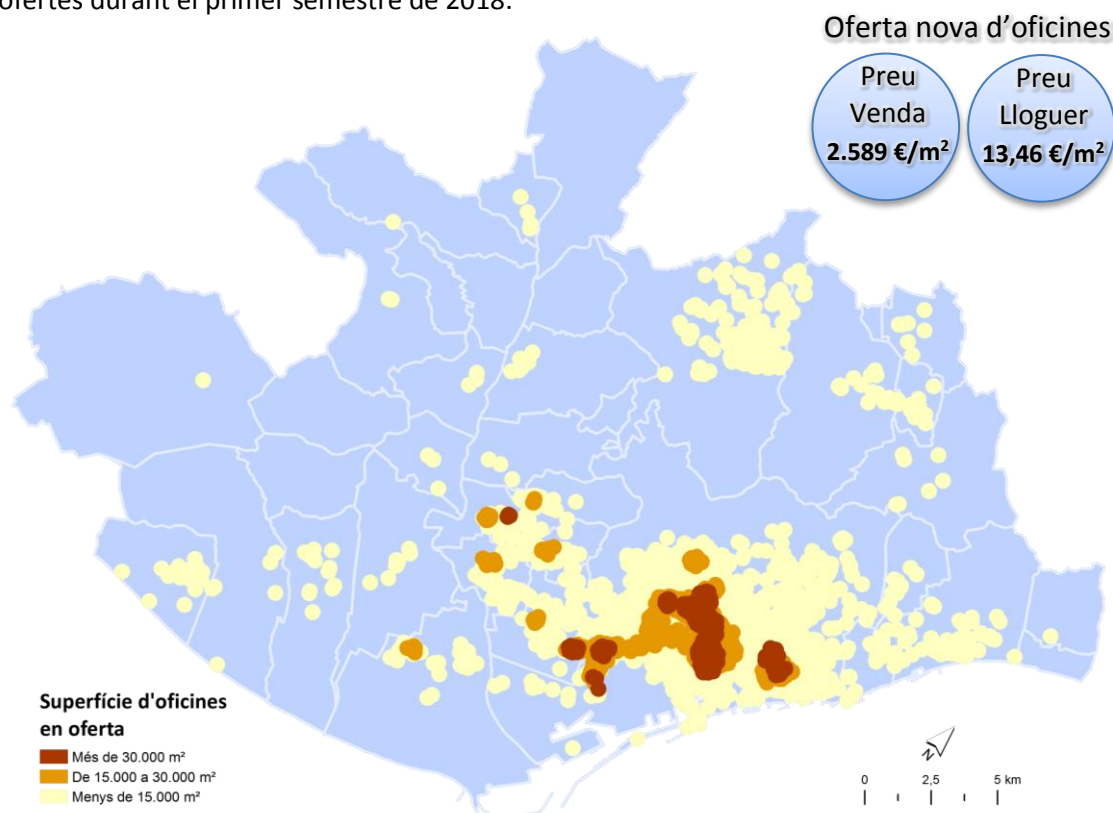 ofertes durant el primer semestre de 2018.
Oferta nova d'oficines
Preu
Venda
2.589 €/m²
Preu
Lloguer
13,46 €/m²
Superfície d'oficines
en oferta
Més de 30.000 m²
De 15.000 a 30.000 m²
Menys de 15.000 m²
N
0 2,5 5 km